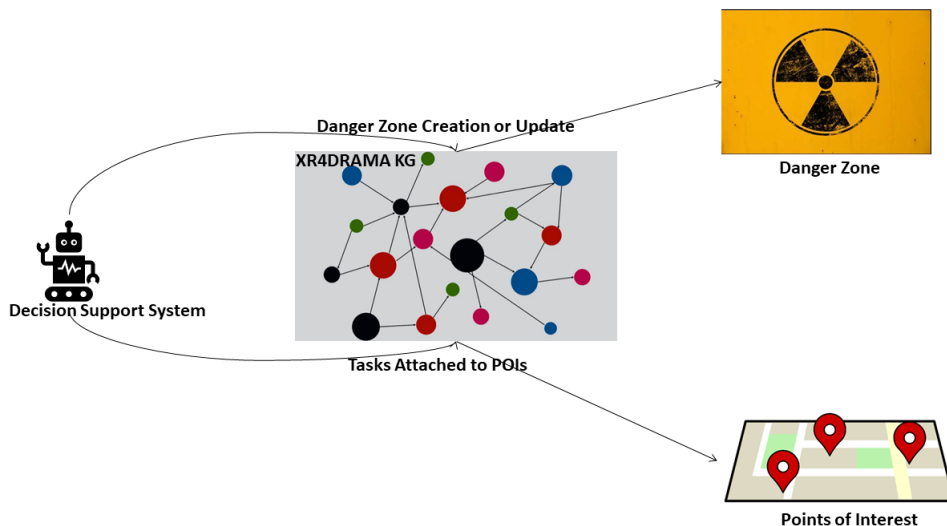 Danger Zone Creation or Update
XR4DRAMA KG
Danger Zone
Decision Support System
Tasks Attached to POIs
Points of Interest